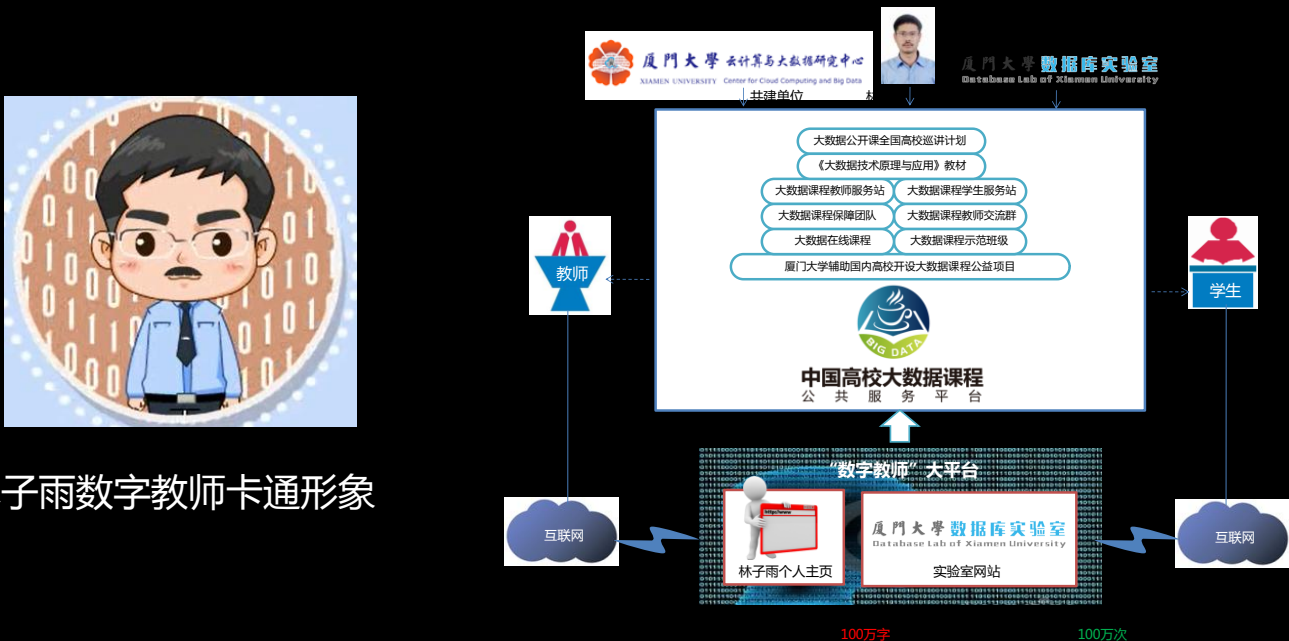 子雨数字教师卡通形象
厦門大學 云计算与大数据研究中心
XIAMEN UNIVERSITY Center for Cloud Computing and Big Data
共建单位
厦門大學 数据库实验室
Database Lab of Xiamen University
大数据公开课全国高校巡讲计划
《大数据技术原理与应用》教材
大数据课程教师服务站 大数据课程学生服务站
大数据课程保障团队 大数据课程教师交流群
大数据在线课程 大数据课程示范班级
厦门大学辅助国内高校开设大数据课程公益项目
BIG DATA
中国高校大数据课程
公共服务平台
教师
学生
互联网
“数字教师”大平台
http://www
林子雨个人主页
厦門大學 数据库实验室
Database Lab of Xiamen University
实验室网站
互联网
100万字
100万次